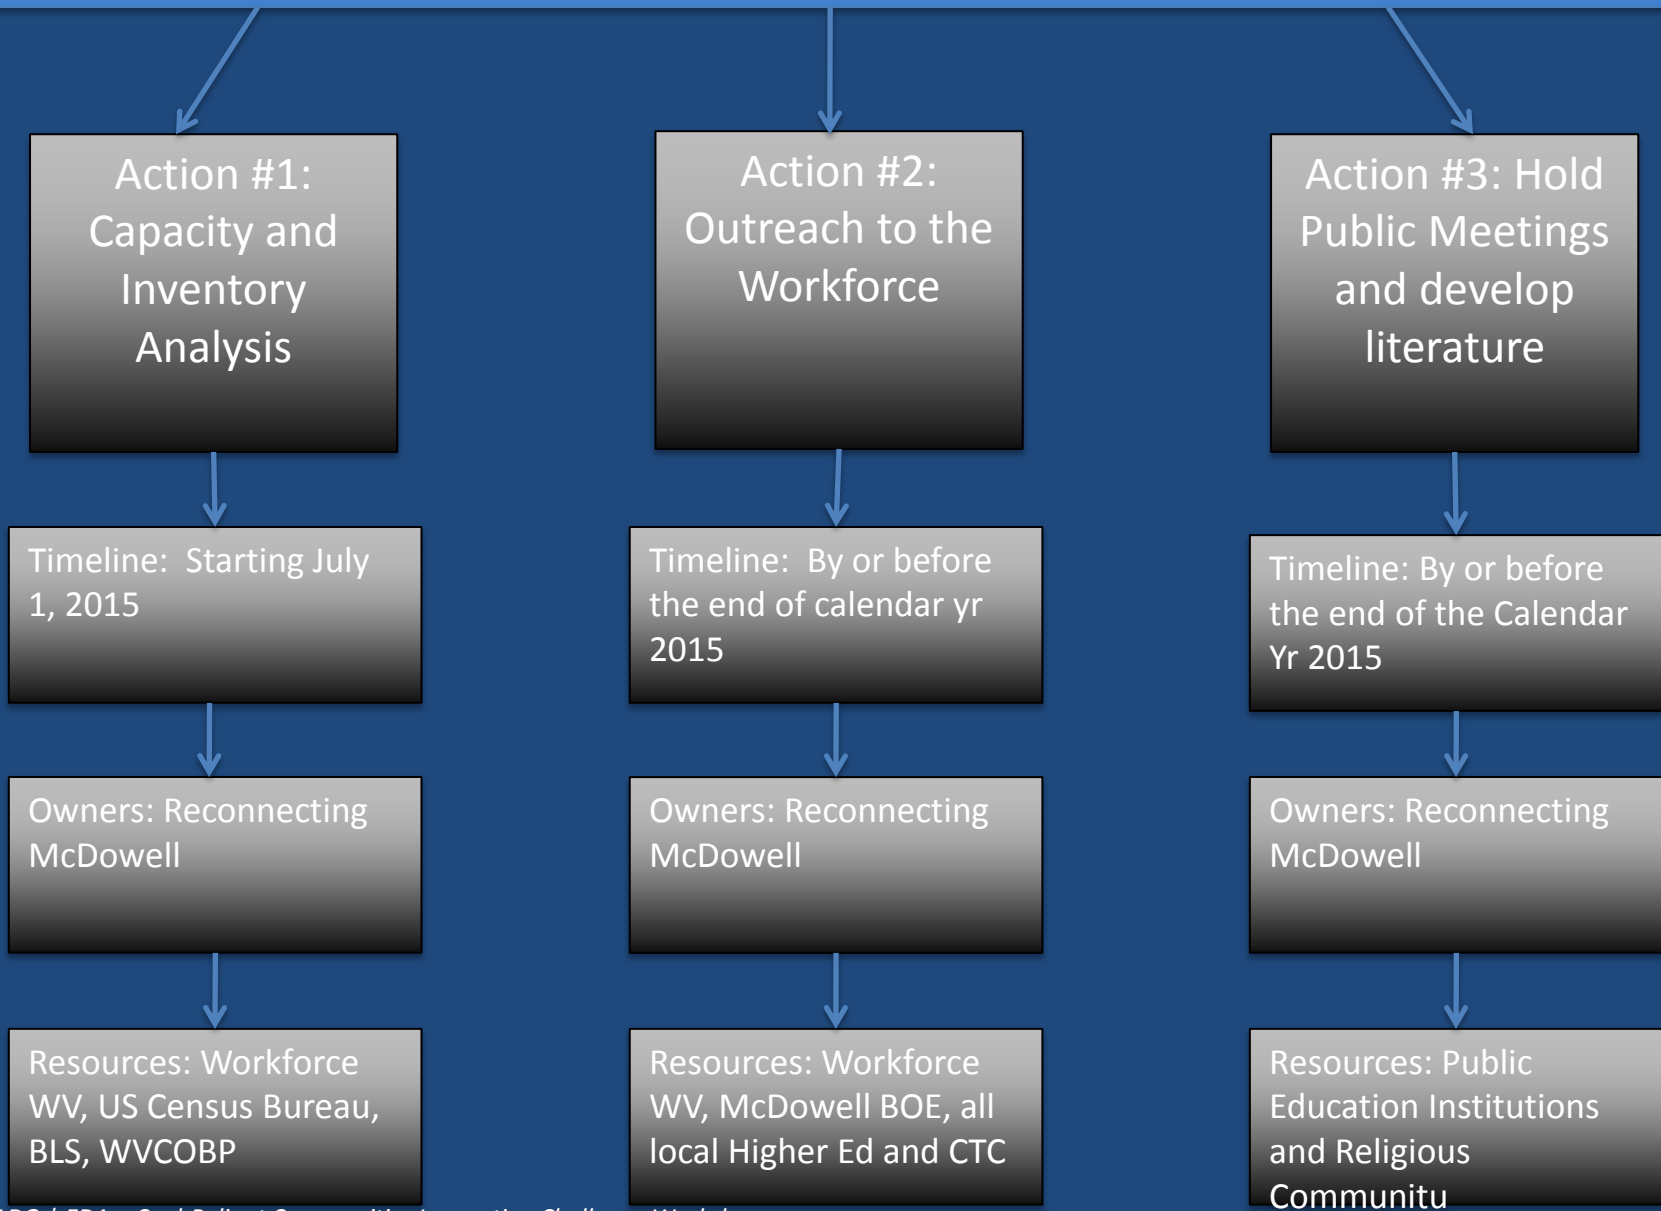 Action #1:
Capacity and
Inventory
Analysis
Timeline: Starting July
1, 2015
Owners: Reconnecting
McDowell
Resources: Workforce
WV, US Census Bureau,
BLS, WVCOBP
Action #2:
Outreach to the
Workforce
Timeline: By or before
the end of calendar yr
2015
Owners: Reconnecting
McDowell
Resources: Workforce
WV, McDowell BOE, all
local Higher Ed and CTC
Action #3: Hold
Public Meetings
and develop
literature
Timeline: By or before
the end of the Calendar
Yr 2015
Owners: Reconnecting
McDowell
Resources: Public
Education Institutions
and Religious
Communitu